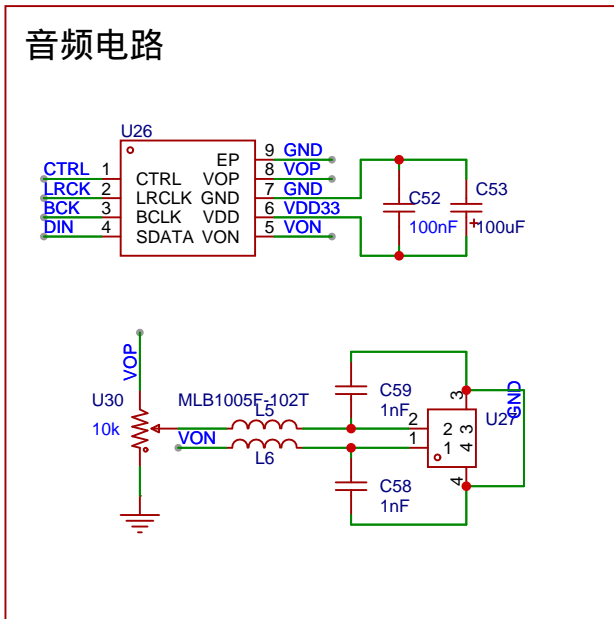 音频电路
U26
CTRL 1 CTRL EP 9 GND
LRCK 2 LRCLK VOP 8 VOP
BCK 3 BCLK GND 7 GND
DIN 4 SDATA VDD 6 VDD33
VON 5 VON
C52
100nF
C53
+
100uF
VOP
U30
10k
MLB1005F-102T
L5
VON
L6
C59
1nF
C58
1nF
2
1
2 3
1 4
3
4
U27
GND